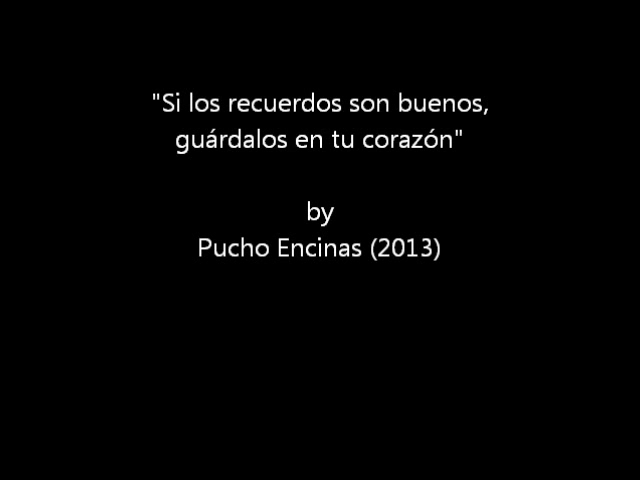 "Si los recuerdos son buenos,
guárdalos en tu corazón"
by
Pucho Encinas (2013)